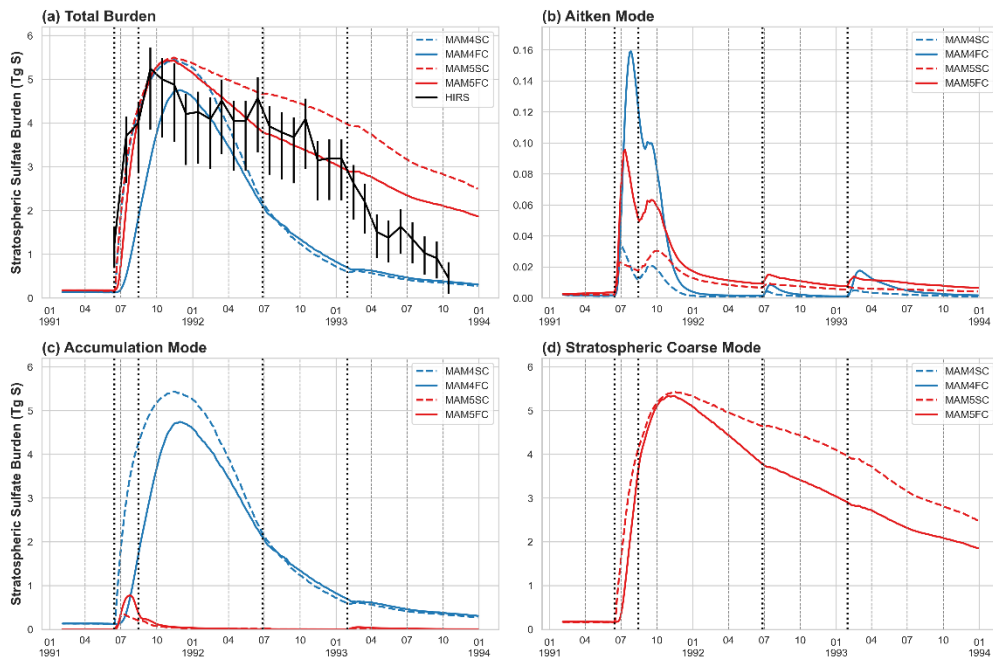 (a) Total Burden
Stratospheric Sulfate Burden (Tg S)
6
5
4
3
2
1
0
MAM4SC
MAM4FC
MAM5SC
MAM5FC
HIRS
01 04 07 10 01 04 07 10 01 04 07 10 01
1991 1992 1993 1994
(b) Aitken Mode
0.16
0.14
0.12
0.10
0.08
0.06
0.04
0.02
0.00
MAM4SC
MAM4FC
MAM5SC
MAM5FC
01 04 07 10 01 04 07 10 01 04 07 10 01
1991 1992 1993 1994
(c) Accumulation Mode
Stratospheric Sulfate Burden (Tg S)
6
5
4
3
2
1
0
MAM4SC
MAM4FC
MAM5SC
MAM5FC
01 04 07 10 01 04 07 10 01 04 07 10 01
1991 1992 1993 1994
(d) Stratospheric Coarse Mode
6
5
4
3
2
1
0
MAM4SC
MAM4FC
MAM5SC
MAM5FC
01 04 07 10 01 04 07 10 01 04 07 10 01
1991 1992 1993 1994